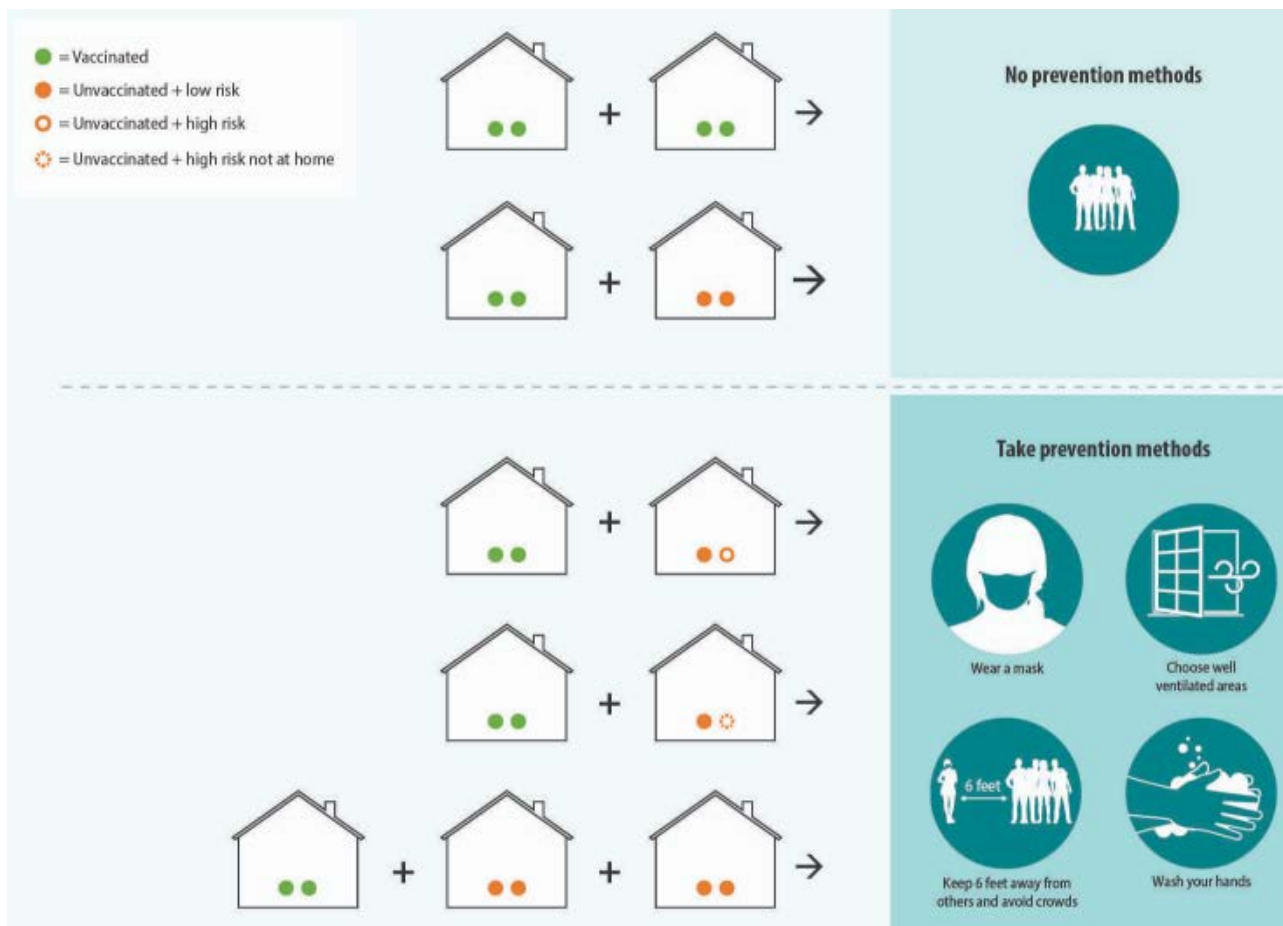 = Vaccinated
= Unvaccinated + low risk
= Unvaccinated + high risk
= Unvaccinated + high risk not at home
+
+
No prevention methods
+
+
+
+
Take prevention methods
Wear a mask
Choose well
ventilated areas
6 feet
Keep 6 feet away from
others and avoid crowds
Wash your hands